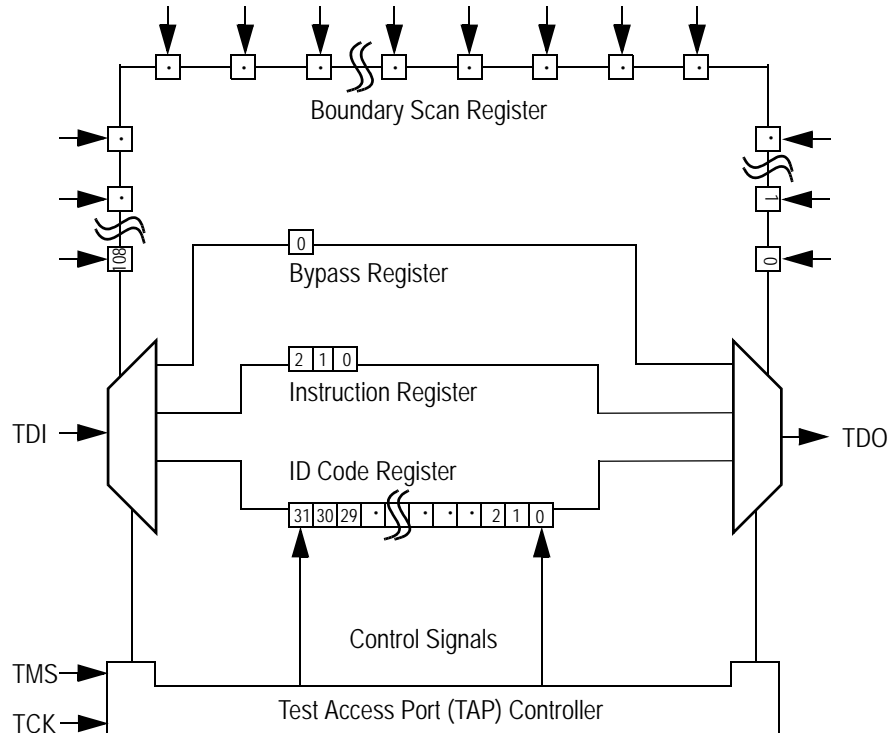 · · · · · · · ·
Boundary Scan Register
· ·
· 1
108 0
0
Bypass Register
2 1 0
Instruction Register
TDI TDO
ID Code Register
31 30 29 · · · · 2 1 0
Control Signals
TMS
Test Access Port (TAP) Controller
TCK